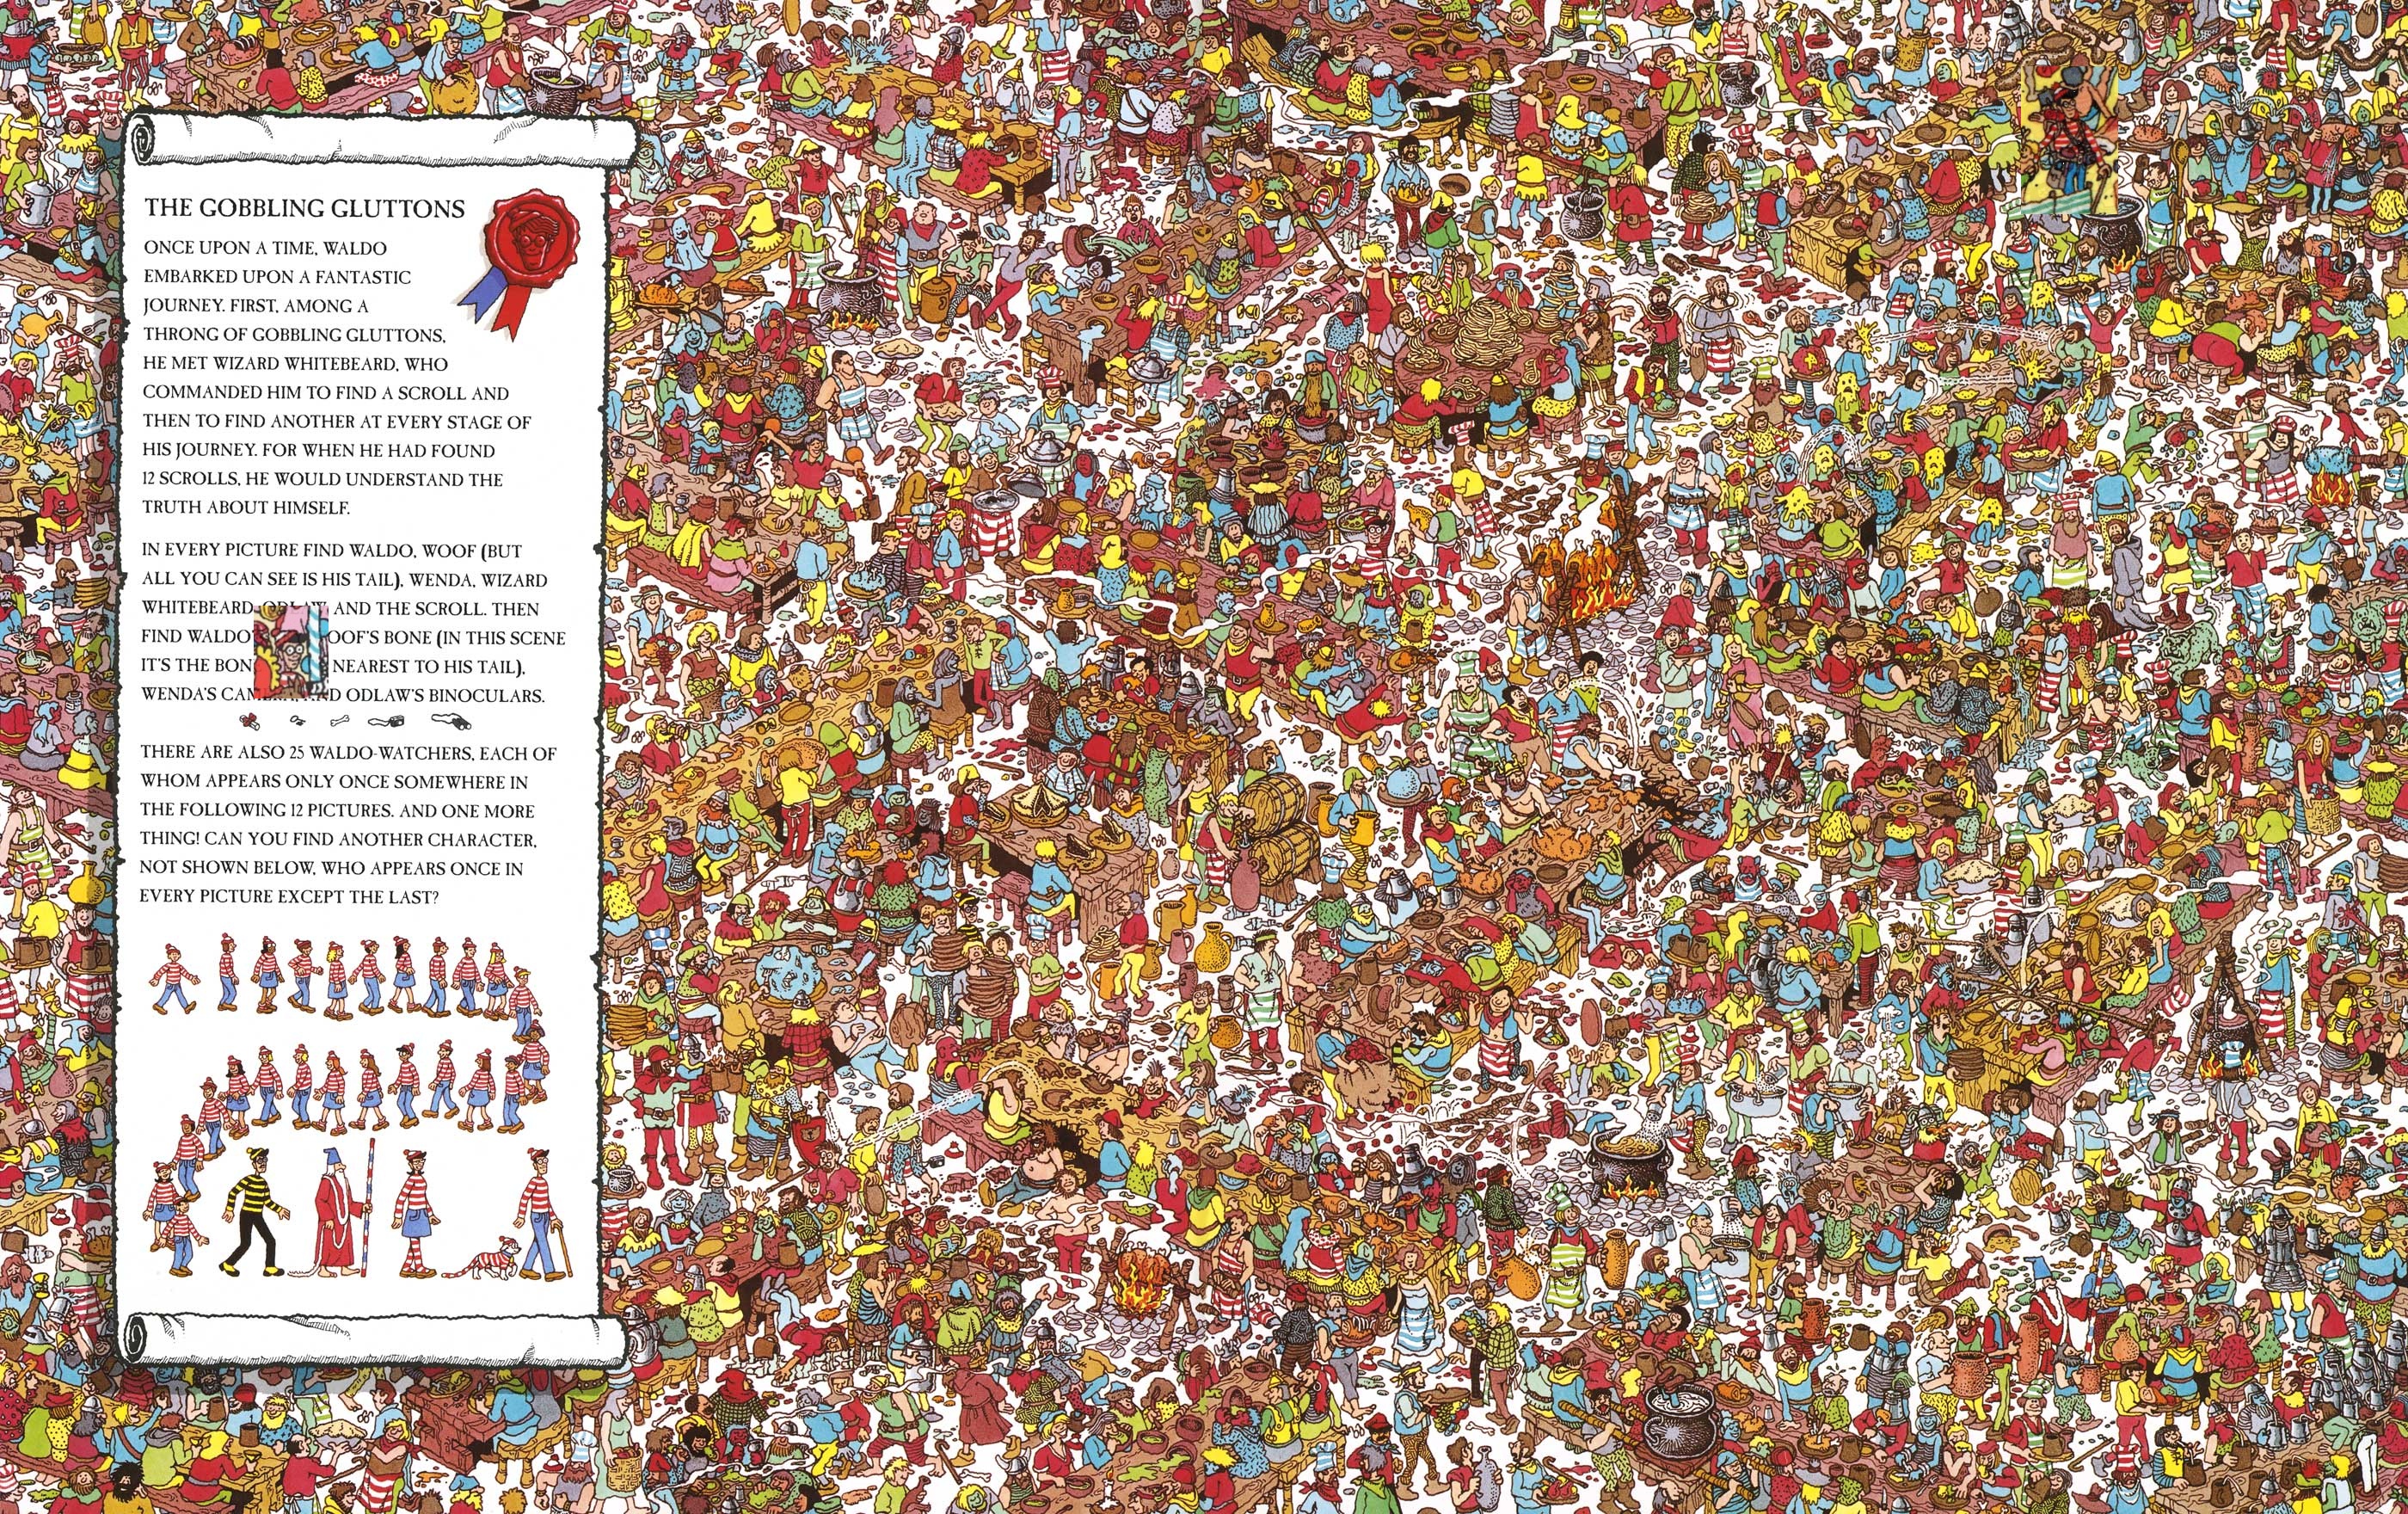 THE GOBBLING GLUTTONS
ONCE UPON A TIME, WALDO
EMBARKED UPON A FANTASTIC
JOURNEY. FIRST, AMONG A
THRONG OF GOBBLING GLUTTONS,
HE MET WIZARD WHITEBEARD, WHO
COMMANDED HIM TO FIND A SCROLL AND
THEN TO FIND ANOTHER AT EVERY STAGE OF
HIS JOURNEY. FOR WHEN HE HAD FOUND
12 SCROLLS, HE WOULD UNDERSTAND THE
TRUTH ABOUT HIMSELF.
IN EVERY PICTURE FIND WALDO, WOOF (BUT
ALL YOU CAN SEE IS HIS TAIL), WENDA, WIZARD
WHITEBEARD, AND THE SCROLL. THEN
FIND WALDO' OOF'S BONE (IN THIS SCENE
IT'S THE BON NEAREST TO HIS TAIL),
WENDA'S ODLAW'S BINOCULARS.
THERE ARE ALSO 25 WALDO-WATCHERS, EACH OF
WHOM APPEARS ONLY ONCE SOMEWHERE IN
THE FOLLOWING 12 PICTURES. AND ONE MORE
THING! CAN YOU FIND ANOTHER CHARACTER,
NOT SHOWN BELOW, WHO APPEARS ONCE IN
EVERY PICTURE EXCEPT THE LAST?